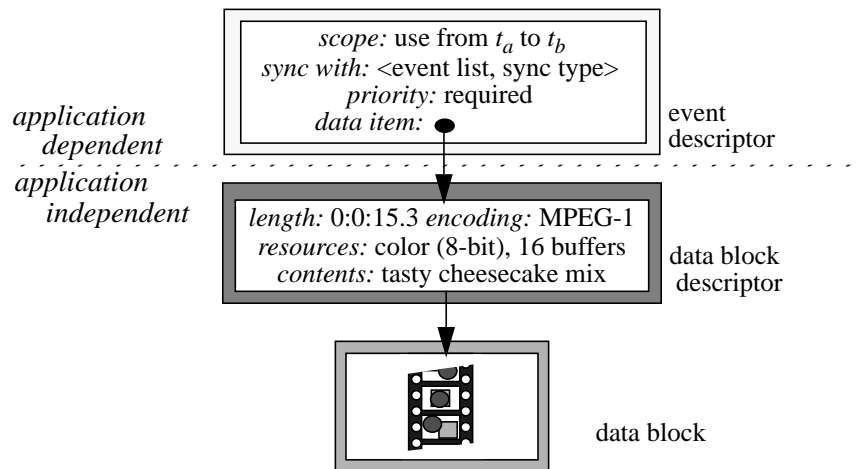 scope: use from t_a to t_b
sync with: <event list, sync type>
priority: required
data item:
event
descriptor
application
dependent
application
independent
length: 0:0:15.3 encoding: MPEG-1
resources: color (8-bit), 16 buffers
contents: tasty cheesecake mix
data block
descriptor
data block